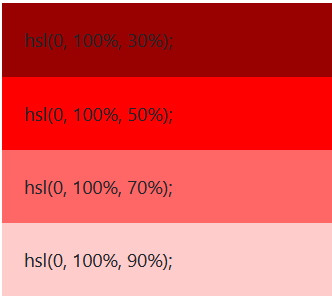 hsl(0, 100%, 30%);
hsl(0, 100%, 50%);
hsl(0, 100%, 70%);
hsl(0, 100%, 90%);